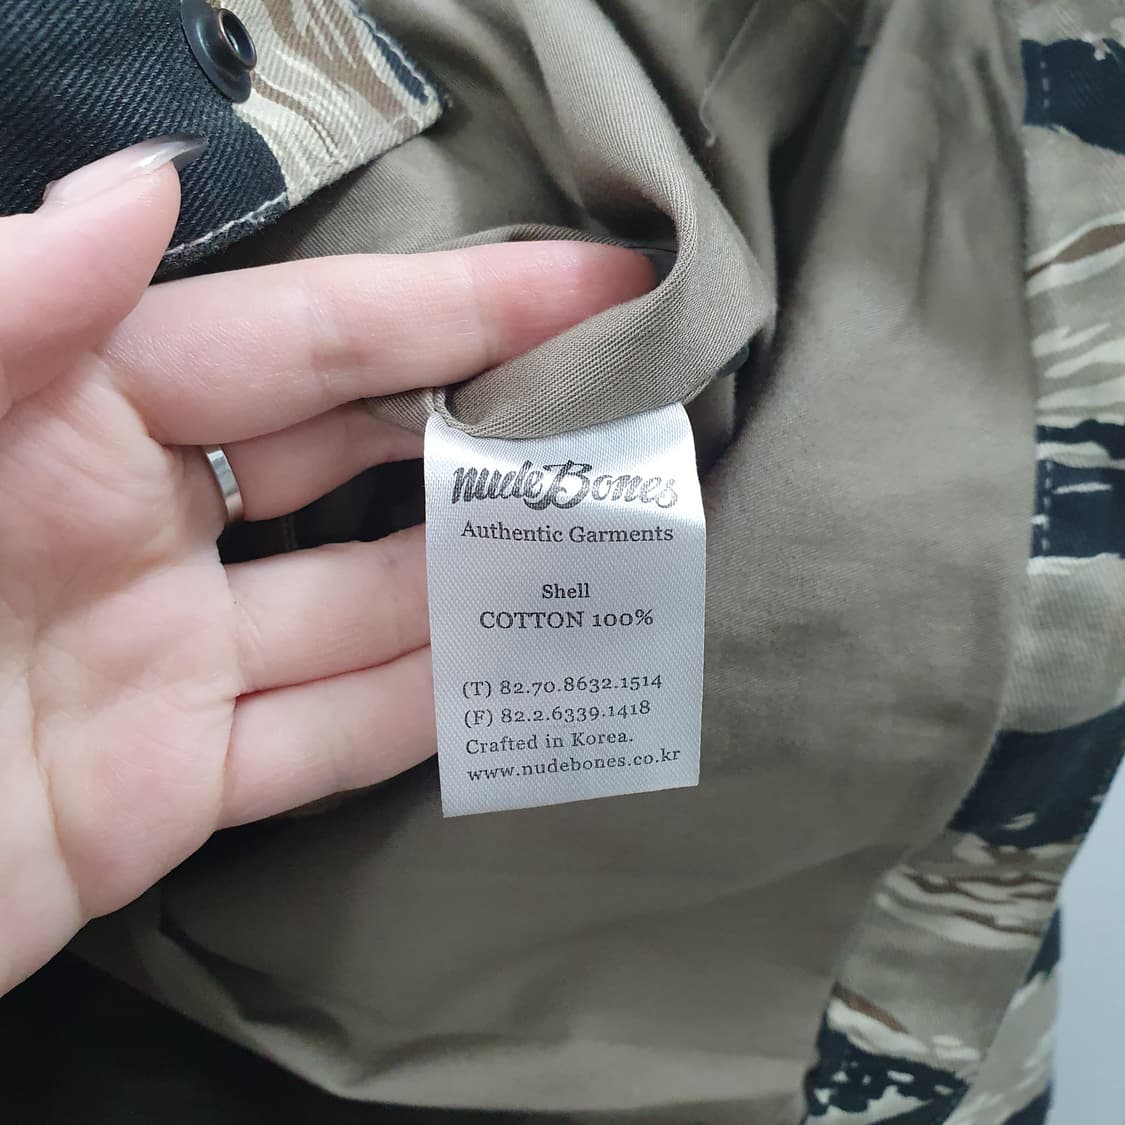 nudeBones
Authentic Garments
Shell
COTTON 100%
(T) 82.70.8632.1514
(F) 82.2.6339.1418
Crafted in Korea.
www.nudebones.co.kr